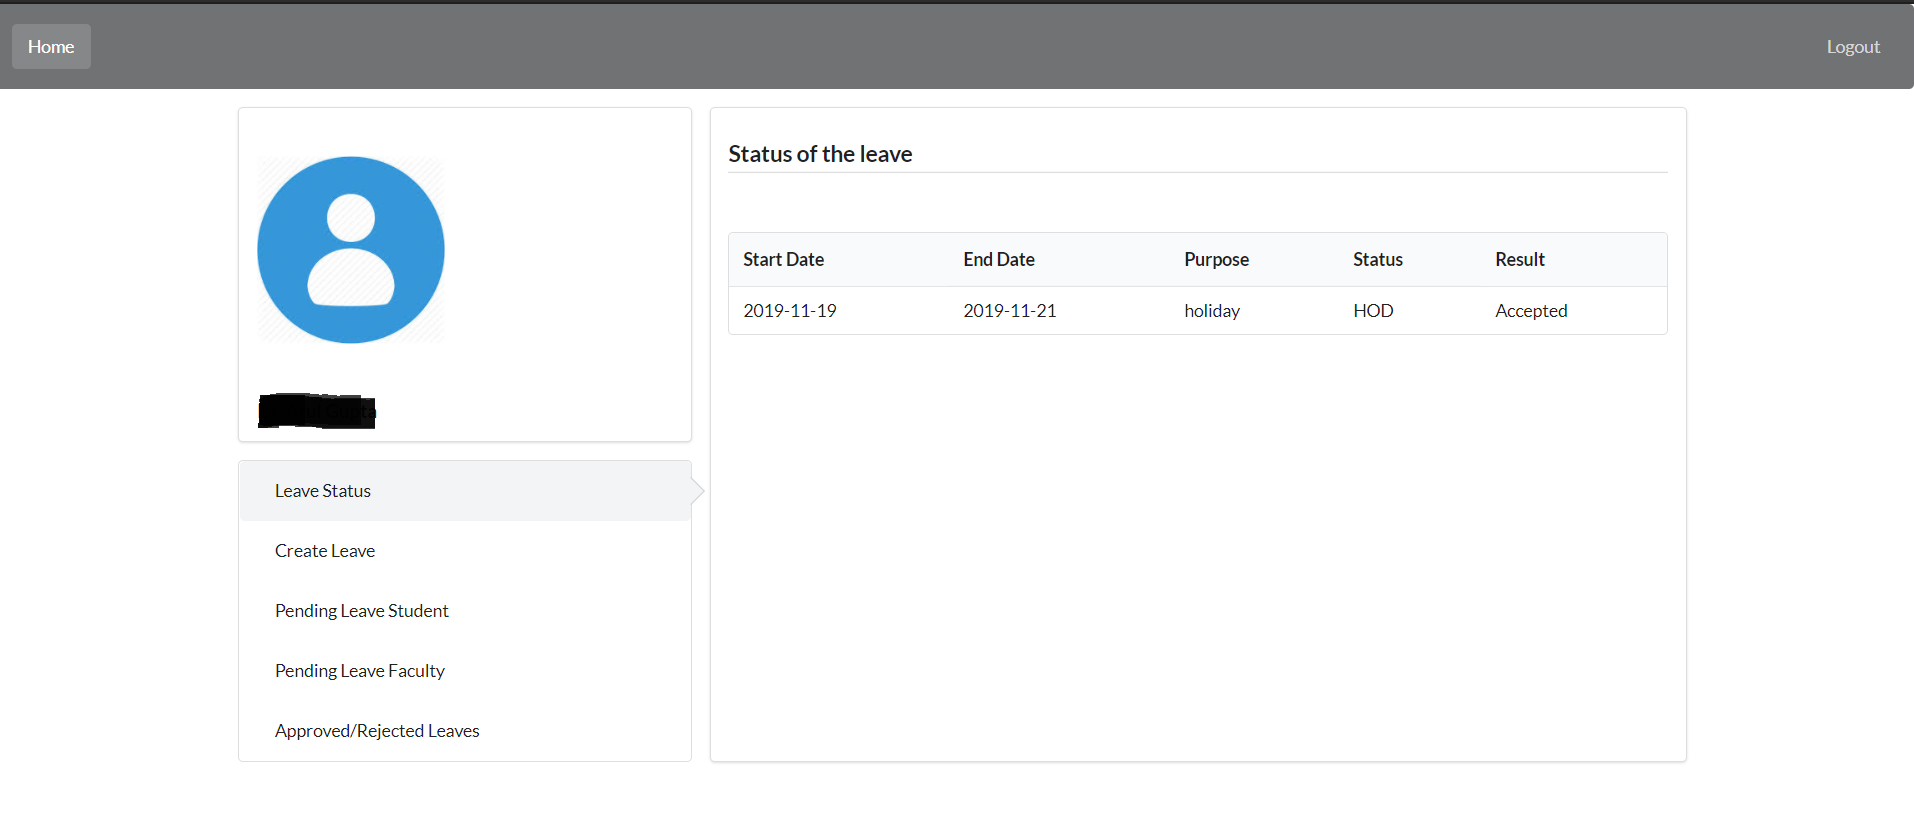 Home Logout
Status of the leave
Start Date End Date Purpose Status Result
2019-11-19 2019-11-21 holiday HOD Accepted
Leave Status
Create Leave
Pending Leave Student
Pending Leave Faculty
Approved/Rejected Leaves